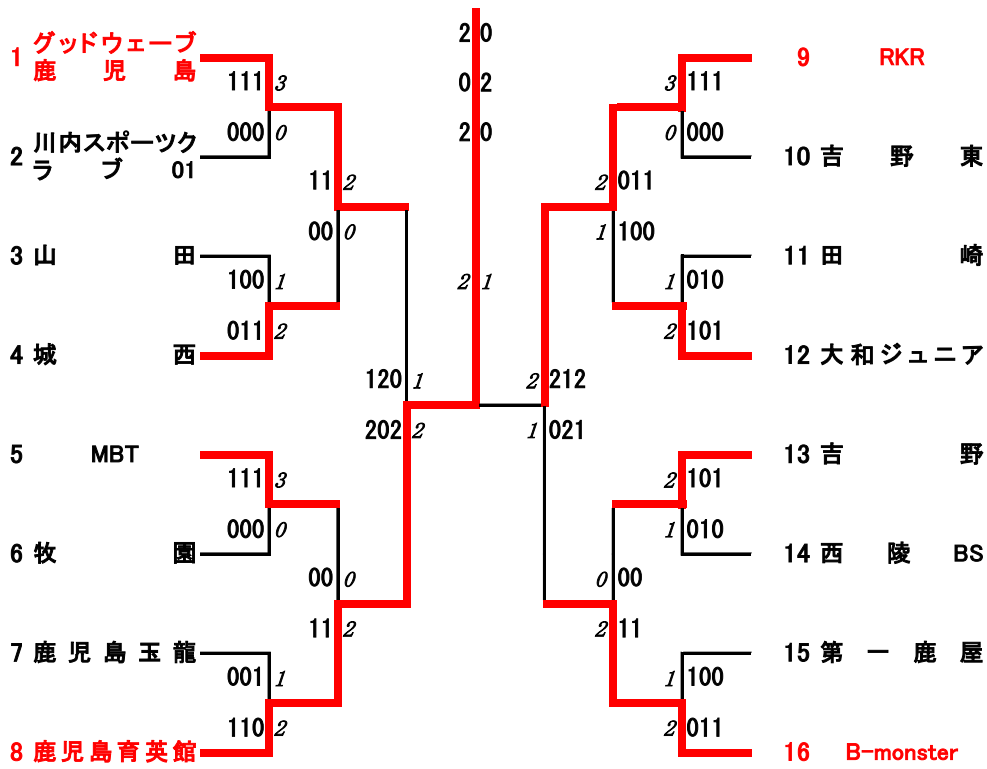 2 0
0 2
2 0
1 グッドウェーブ
鹿児島
9 RKR
111 3
3 111
000 0
0 000
2 川内スポーツク
ラブ 01
10 吉野東
11 2
2 011
00 0
1 100
3 山田
11 田崎
100 1
2 1
1 010
011 2
2 101
4 城西
12 大和ジュニア
120 1
2 212
202 2
1 021
5 MBT
13 吉野
111 3
2 101
000 0
1 010
6 牧園
14 西陵BS
00 0
0 00
11 2
2 11
7 鹿児島玉龍
15 第一鹿屋
001 1
1 100
110 2
2 011
8 鹿児島育英館
16 B-monster